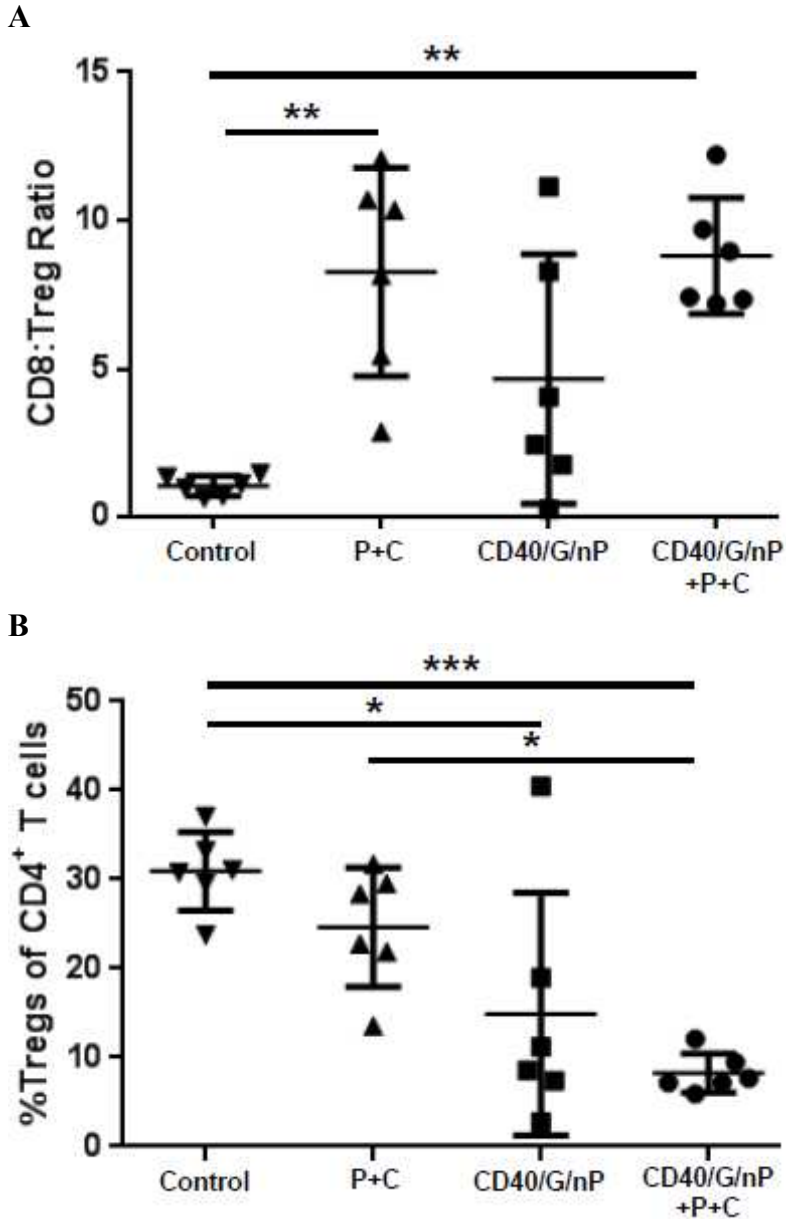 A
**
15
**
10
5
0
CD8:Treg Ratio
Control
P+C
CD40/G/nP
CD40/G/nP
+P+C
B
***
50
*
*
40
30
20
10
0
%Tregs of CD4⁺ T cells
Control
P+C
CD40/G/nP
CD40/G/nP
+P+C